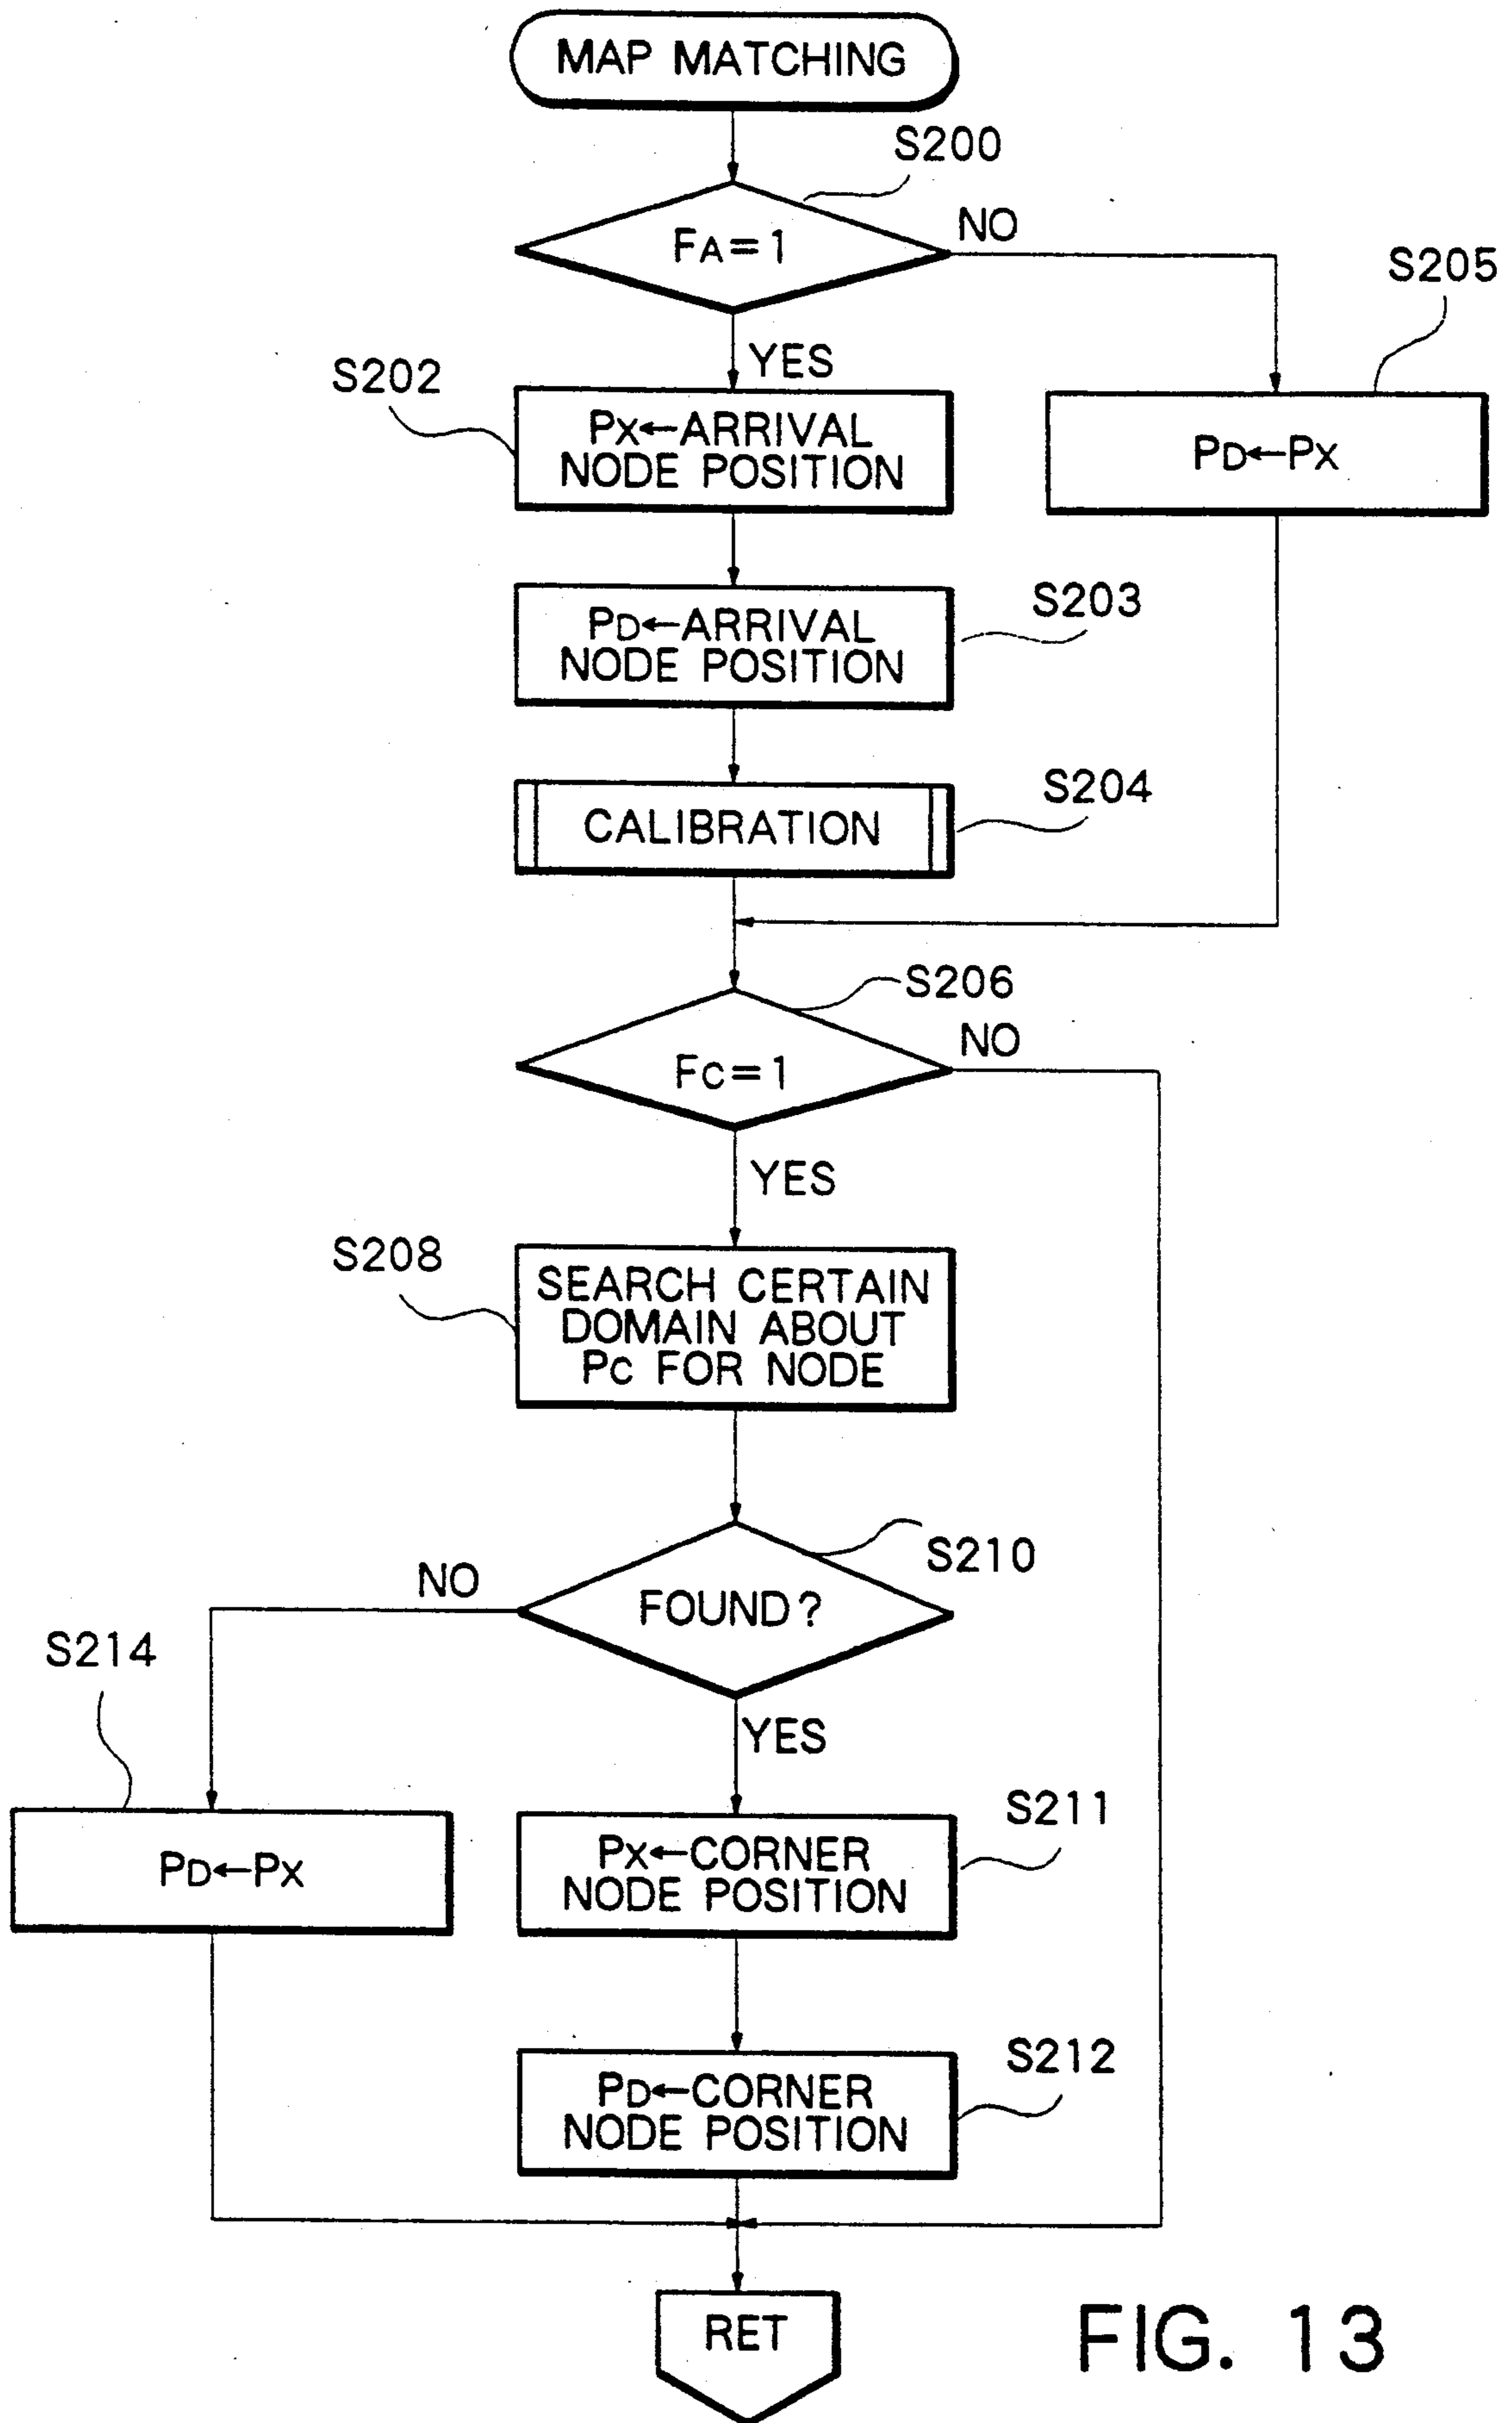 MAP MATCHING
S200
FA=1
NO
S205
YES
S202
PX←ARRIVAL
NODE POSITION
PD←PX
S203
PD←ARRIVAL
NODE POSITION
S204
CALIBRATION
S206
NO
FC=1
YES
S208
SEARCH CERTAIN
DOMAIN ABOUT
PC FOR NODE
S210
NO
FOUND?
S214
YES
S211
PX←CORNER
NODE POSITION
PD←PX
S212
PD←CORNER
NODE POSITION
RET
FIG. 13